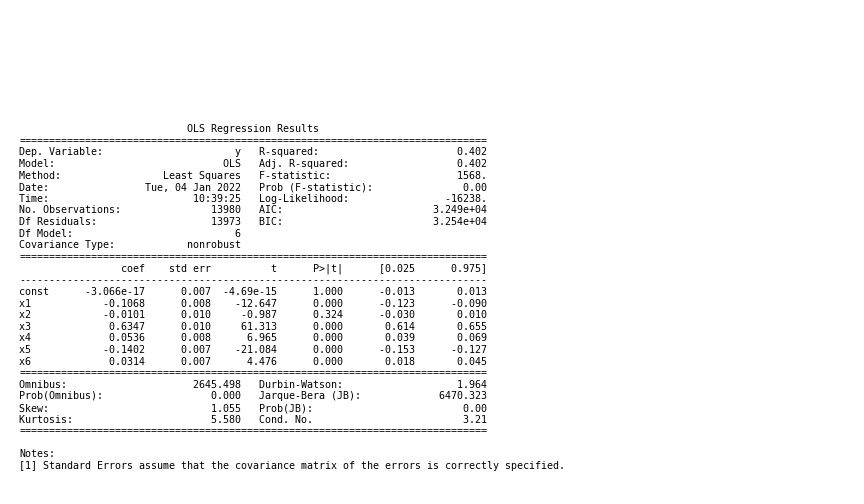 OLS Regression Results
==============================================================================
Dep. Variable:                      y   R-squared:                       0.402
Model:                            OLS   Adj. R-squared:                  0.402
Method:                 Least Squares   F-statistic:                     1568.
Date:                Tue, 04 Jan 2022   Prob (F-statistic):               0.00
Time:                        10:39:25   Log-Likelihood:                -16238.
No. Observations:               13980   AIC:                         3.249e+04
Df Residuals:                   13973   BIC:                         3.254e+04
Df Model:                           6
Covariance Type:            nonrobust
==============================================================================
                 coef    std err          t      P>|t|      [0.025      0.975]
------------------------------------------------------------------------------
const      -3.066e-17      0.007  -4.69e-15      1.000      -0.013       0.013
x1            -0.1068      0.008    -12.647      0.000      -0.123      -0.090
x2            -0.0101      0.010     -0.987      0.324      -0.030       0.010
x3             0.6347      0.010     61.313      0.000       0.614       0.655
x4             0.0536      0.008      6.965      0.000       0.039       0.069
x5            -0.1402      0.007    -21.084      0.000      -0.153      -0.127
x6             0.0314      0.007      4.476      0.000       0.018       0.045
==============================================================================
Omnibus:                     2645.498   Durbin-Watson:                   1.964
Prob(Omnibus):                  0.000   Jarque-Bera (JB):             6470.323
Skew:                           1.055   Prob(JB):                         0.00
Kurtosis:                       5.580   Cond. No.                         3.21
==============================================================================

Notes:
[1] Standard Errors assume that the covariance matrix of the errors is correctly specified.